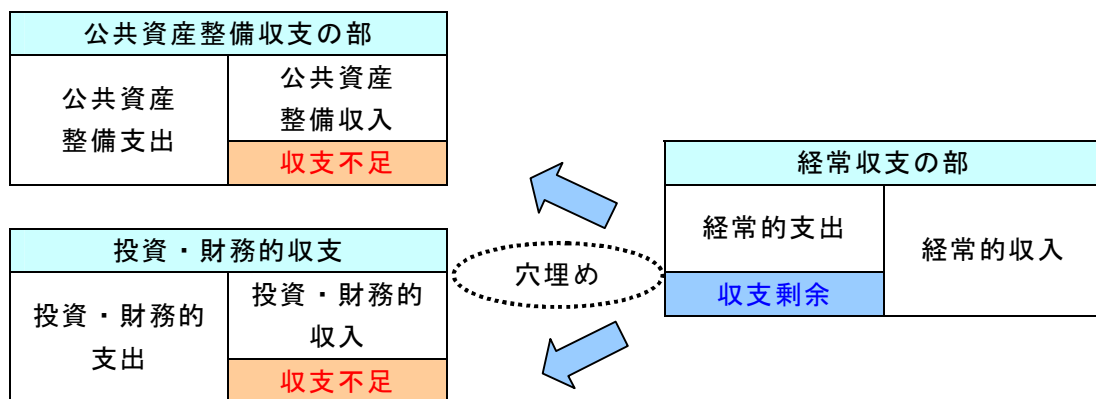 公共資産整備収支の部
公共資産
整備支出
公共資産
整備収入
収支不足
投資・財務的収支
投資・財務的
支出
投資・財務的
収入
収支不足
穴埋め
経常収支の部
経常的支出
収支剰余
経常的収入